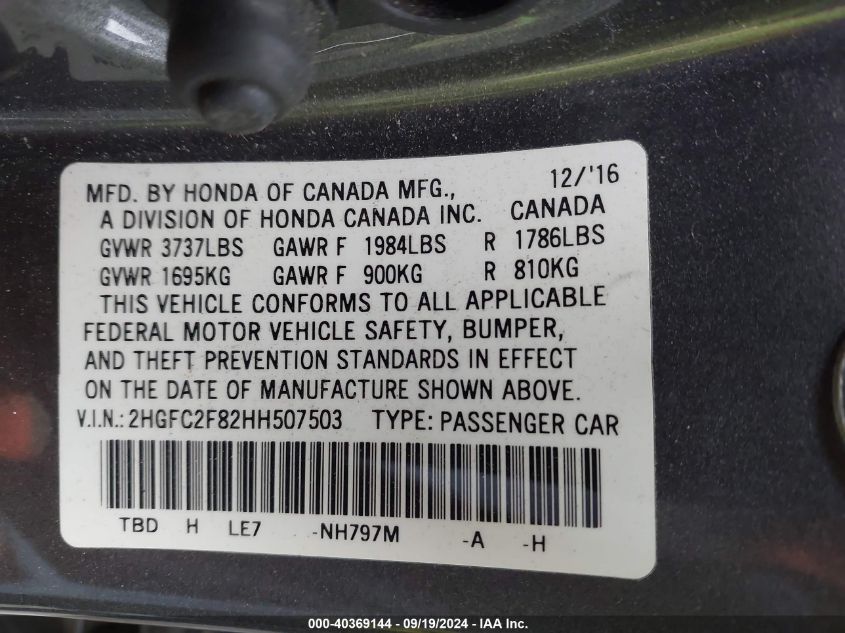 MFD. BY HONDA OF CANADA MFG., 12/'16
A DIVISION OF HONDA CANADA INC. CANADA
GVWR 3737LBS GAWR F 1984LBS R 1786LBS
GVWR 1695KG GAWR F 900KG R 810KG
THIS VEHICLE CONFORMS TO ALL APPLICABLE
FEDERAL MOTOR VEHICLE SAFETY, BUMPER,
AND THEFT PREVENTION STANDARDS IN EFFECT
ON THE DATE OF MANUFACTURE SHOWN ABOVE.
V.I.N.: 2HGFC2F82HH507503 TYPE: PASSENGER CAR
TBD H LE7 -NH797M -A -H
000-40369144 - 09/19/2024 - IAA Inc.